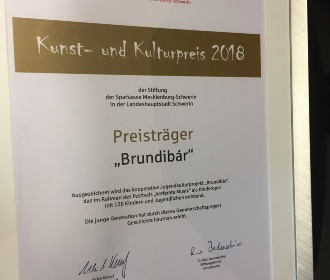 Mecklenburg-Schwerin
Kunst- und Kulturpreis 2018
der Stiftung
der Sparkasse Mecklenburg-Schwerin
in der Landeshauptstadt Schwerin
Preisträger
„Brundibár“
Ausgezeichnet wird das kooperative Jugendkulturprojekt „Brundibár“,
das im Rahmen des Festivals „Verfemte Musik“ als Kinderoper
mit 120 Kindern und Jugendlichen entstand.
Die junge Generation hat durch dieses Gemeinschaftsprojekt
Geschichte hautnah erlebt.